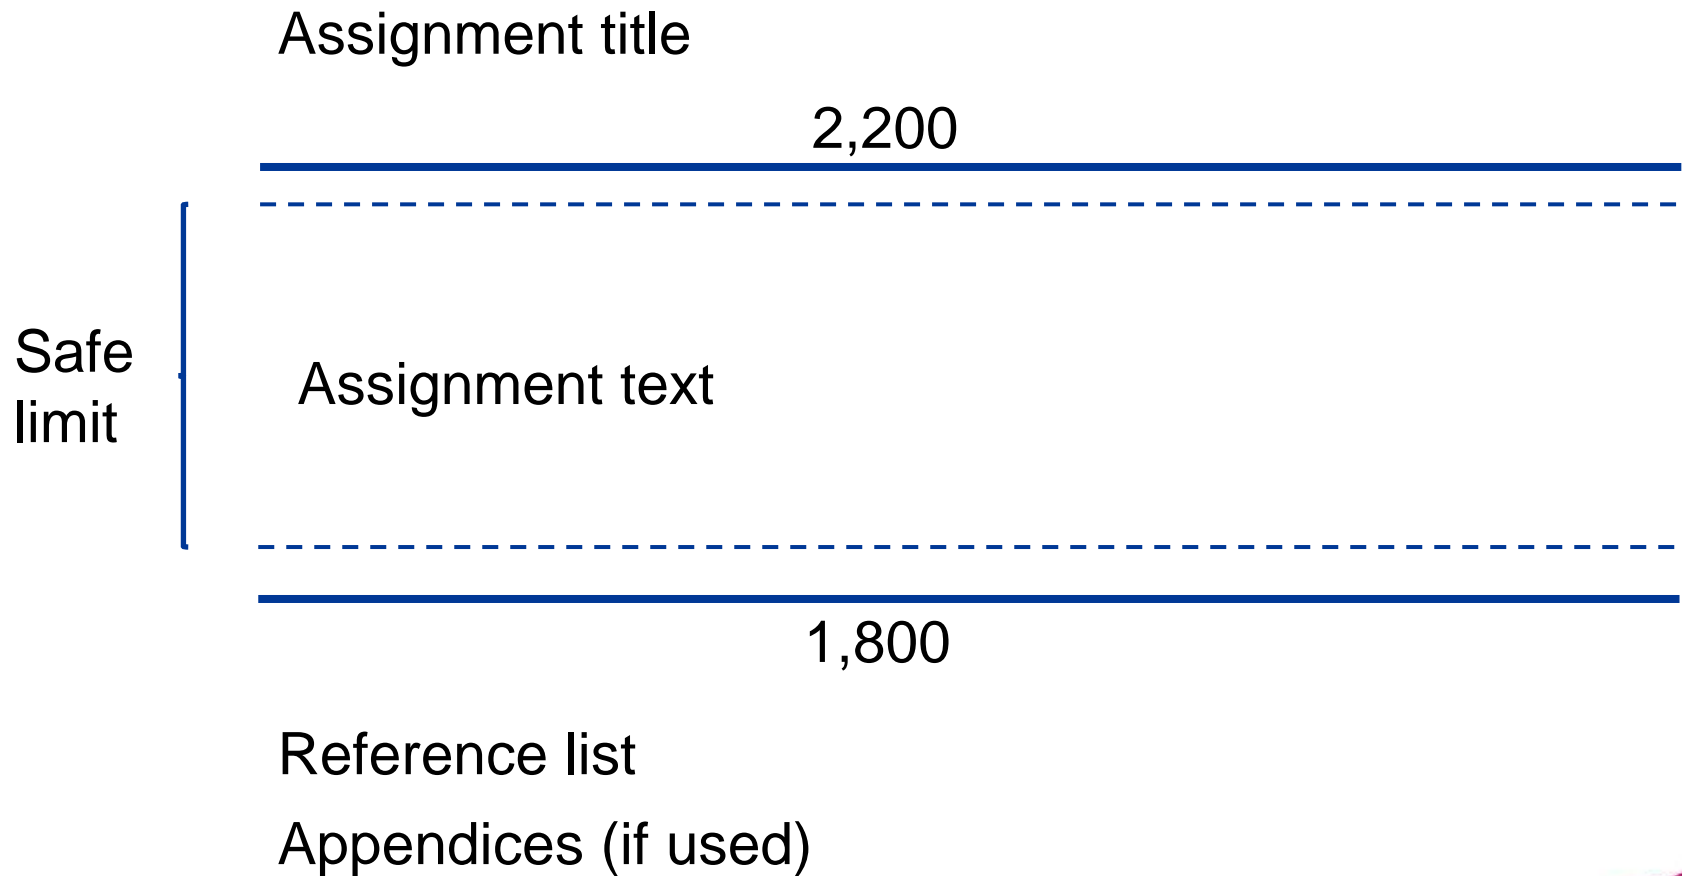 Assignment title
2,200
Safe
limit
Assignment text
1,800
Reference list
Appendices (if used)